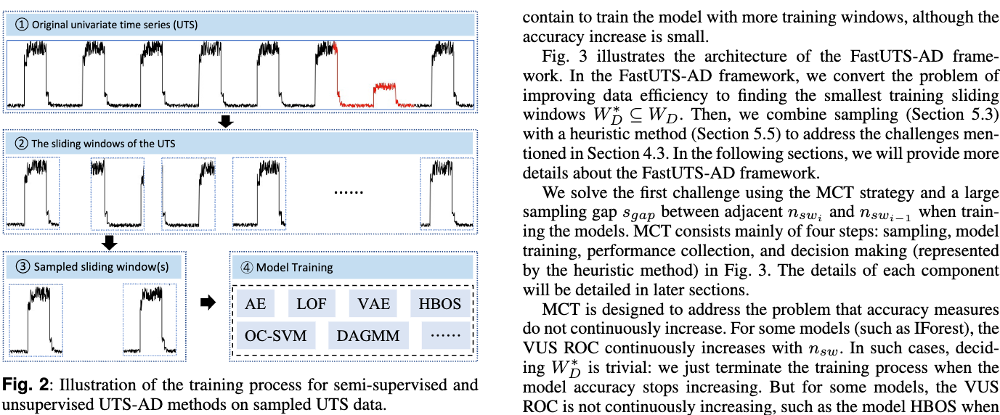 ① Original univariate time series (UTS)
② The sliding windows of the UTS
······
③ Sampled sliding window(s)
④ Model Training
AE LOF VAE HBOS
OC-SVM DAGMM ······
Fig. 2: Illustration of the training process for semi-supervised and
unsupervised UTS-AD methods on sampled UTS data.
contain to train the model with more training windows, although the
accuracy increase is small.
Fig. 3 illustrates the architecture of the FastUTS-AD frame-
work. In the FastUTS-AD framework, we convert the problem of
improving data efficiency to finding the smallest training sliding
windows $W_D^* \subseteq W_D$. Then, we combine sampling (Section 5.3)
with a heuristic method (Section 5.5) to address the challenges men-
tioned in Section 4.3. In the following sections, we will provide more
details about the FastUTS-AD framework.
We solve the first challenge using the MCT strategy and a large
sampling gap $s_{gap}$ between adjacent $n_{sw_i}$ and $n_{sw_{i-1}}$ when train-
ing the models. MCT consists mainly of four steps: sampling, model
training, performance collection, and decision making (represented
by the heuristic method) in Fig. 3. The details of each component
will be detailed in later sections.
MCT is designed to address the problem that accuracy measures
do not continuously increase. For some models (such as IForest), the
VUS ROC continuously increases with $n_{sw}$. In such cases, decid-
ing $W_D^*$ is trivial: we just terminate the training process when the
model accuracy stops increasing. But for some models, the VUS
ROC is not continuously increasing, such as the model HBOS when